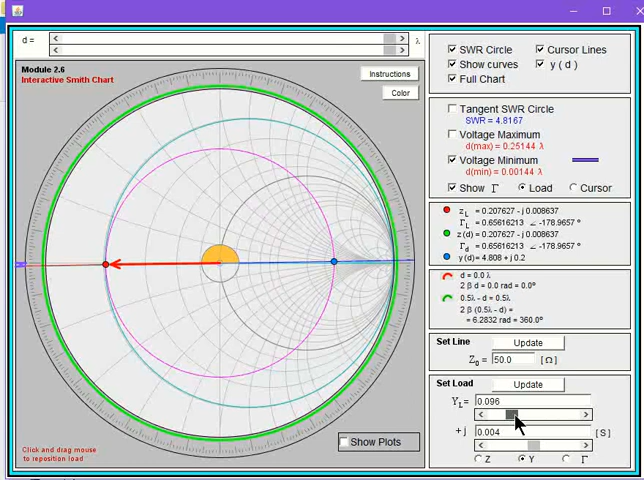 d =
λ
Module 2.6
Interactive Smith Chart
Instructions
Color
Click and drag mouse
to reposition load
Show Plots
SWR Circle
Cursor Lines
Show curves
y ( d )
Full Chart
Tangent SWR Circle
SWR = 4.8167
Voltage Maximum
d(max) = 0.25144 λ
Voltage Minimum
d(min) = 0.00144 λ
Show Γ
Load
Cursor
z L = 0.207627 - j 0.008637
Γ L = 0.65616213 ∠ -178.9657 °
z(d) = 0.207627 - j 0.008637
Γ d = 0.65616213 ∠ -178.9657 °
y(d) = 4.808 + j 0.2
d = 0.0 λ
2 β d = 0.0 rad = 0.0°
0.5λ - d = 0.5λ
2 β (0.5λ - d) =
= 6.2832 rad = 360.0°
Set Line
Update
Z0 = 50.0 [ Ω ]
Set Load
Update
YL = 0.096
+ j 0.004 [ S ]
Z
Y
Γ